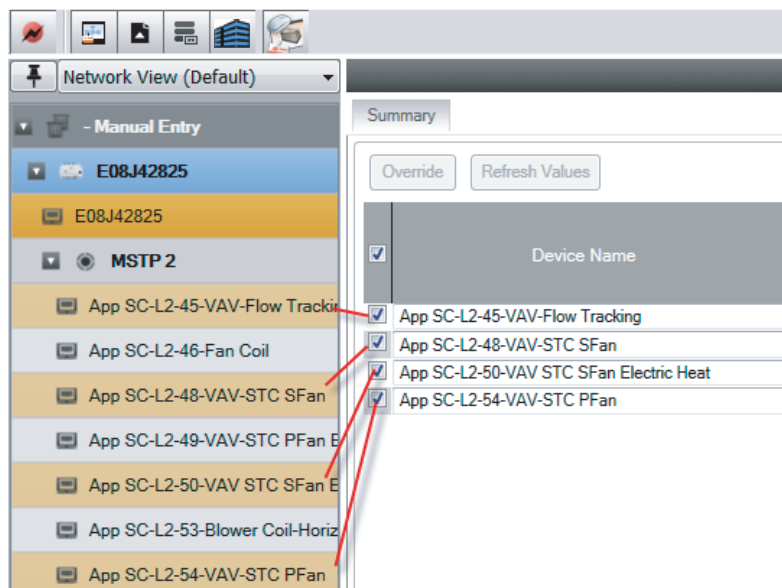 Network View (Default)
- Manual Entry
E08J42825
E08J42825
MSTP 2
App SC-L2-45-VAV-Flow Trackin
App SC-L2-46-Fan Coil
App SC-L2-48-VAV-STC SFan
App SC-L2-49-VAV-STC PFan E
App SC-L2-50-VAV STC SFan E
App SC-L2-53-Blower Coil-Horiz
App SC-L2-54-VAV-STC PFan
Summary
Override Refresh Values
Device Name
App SC-L2-45-VAV-Flow Tracking
App SC-L2-48-VAV-STC SFan
App SC-L2-50-VAV STC SFan Electric Heat
App SC-L2-54-VAV-STC PFan